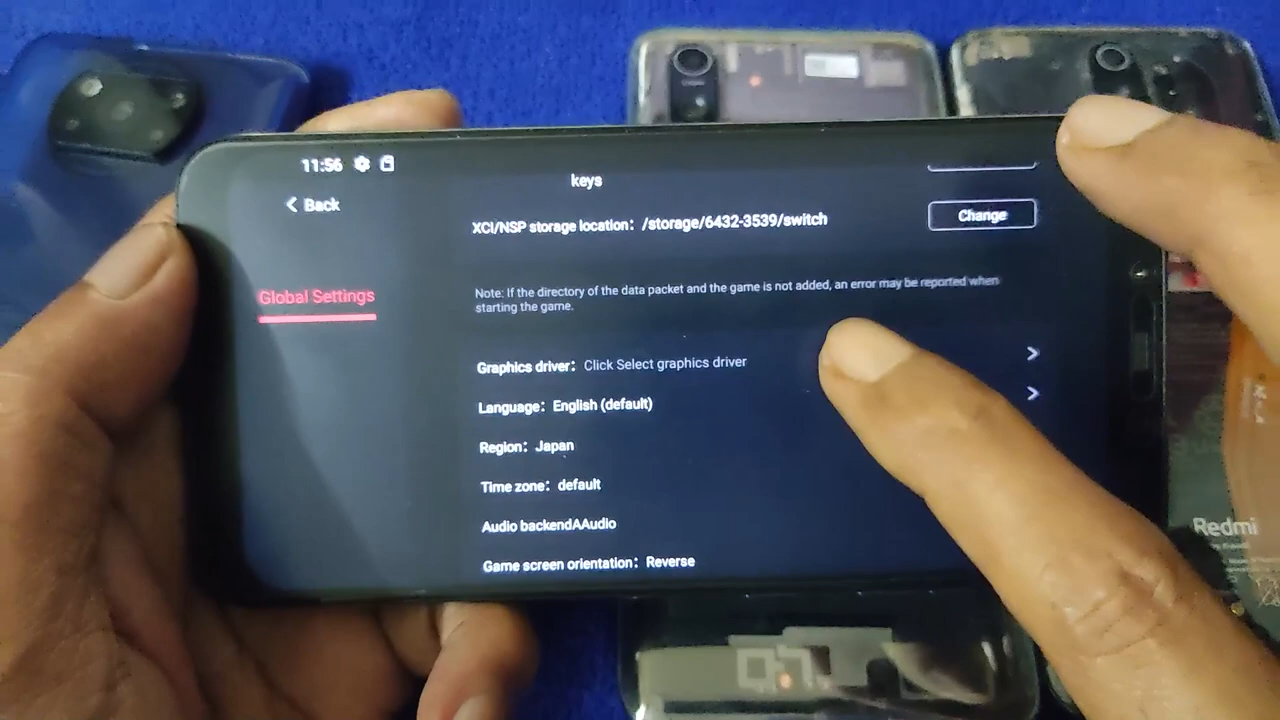 11:56
keys
Back
XCI/NSP storage location: /storage/6432-3539/switch
Change
Global Settings
Note: If the directory of the data packet and the game is not added, an error may be reported when
starting the game.
Graphics driver: Click Select graphics driver
Language: English (default)
Region: Japan
Time zone: default
Audio backendAAudio
Game screen orientation: Reverse
Redmi